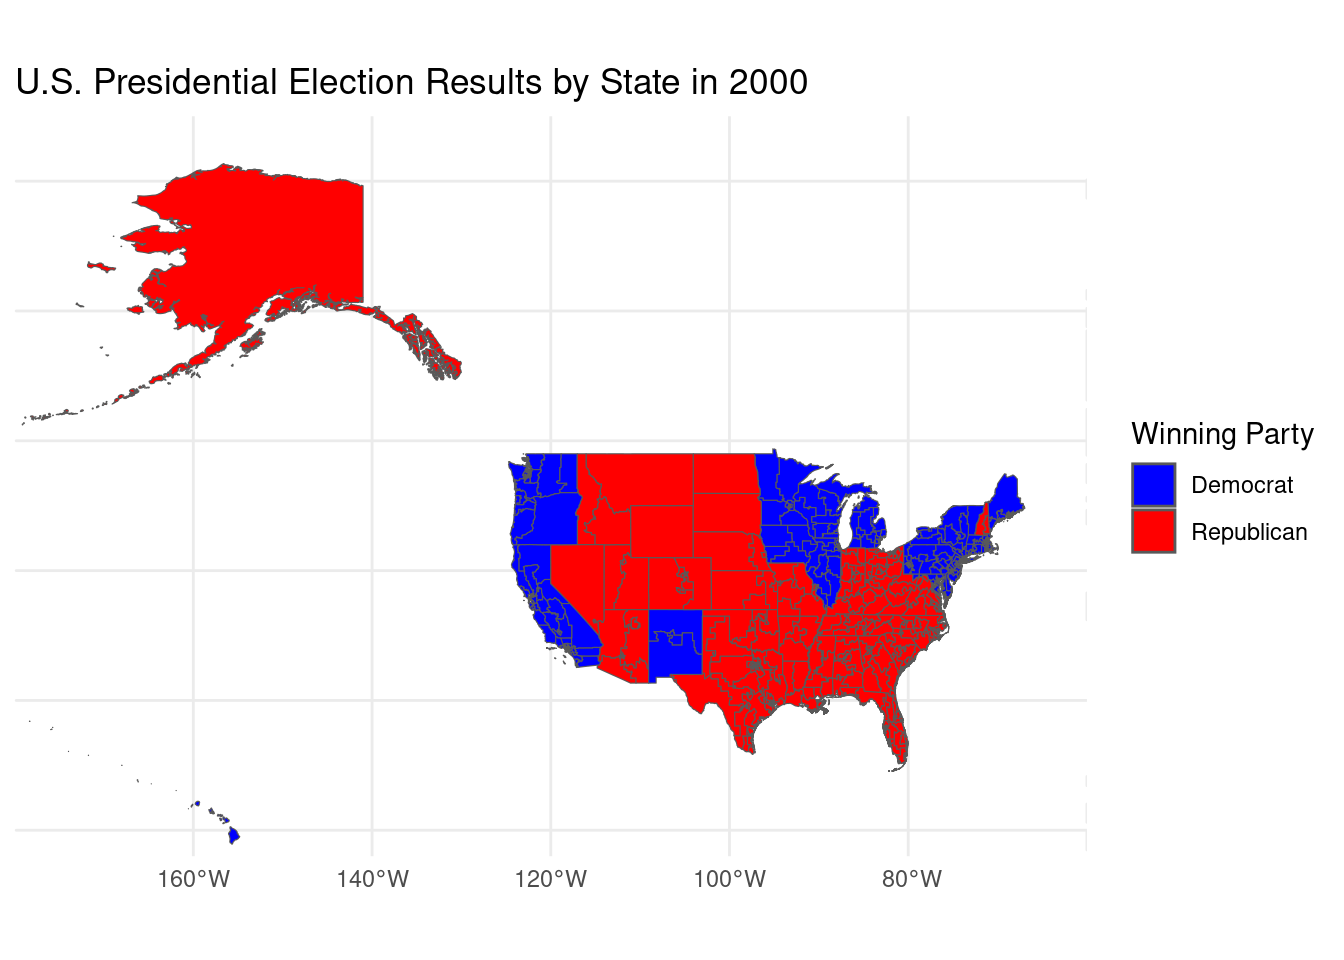 U.S. Presidential Election Results by State in 2000
Winning Party
Democrat
Republican
160°W 140°W 120°W 100°W 80°W